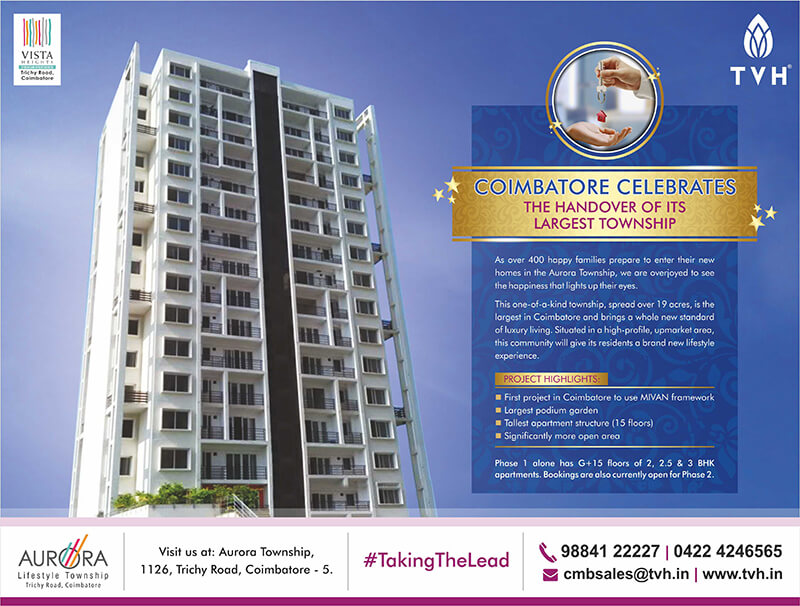 VISTA
HEIGHTS
Trichy Road,
Coimbatore
TVH®
COIMBATORE CELEBRATES
THE HANDOVER OF ITS
LARGEST TOWNSHIP
As over 400 happy families prepare to enter their new
homes in the Aurora Township, we are overjoyed to see
the happiness that lights up their eyes.
This one-of-a-kind township, spread over 19 acres, is the
largest in Coimbatore and brings a whole new standard
of luxury living. Situated in a high-profile, upmarket area,
this community will give its residents a brand new lifestyle
experience.
PROJECT HIGHLIGHTS:
First project in Coimbatore to use MIVAN framework
Largest podium garden
Tallest apartment structure (15 floors)
Significantly more open area
Phase 1 alone has G+15 floors of 2, 2.5 & 3 BHK
apartments. Bookings are also currently open for Phase 2.
AURORA
Lifestyle Township
Trichy Road, Coimbatore
Visit us at: Aurora Township,
1126, Trichy Road, Coimbatore - 5.
#TakingTheLead
98841 22227 | 0422 4246565
cmbsales@tvh.in | www.tvh.in